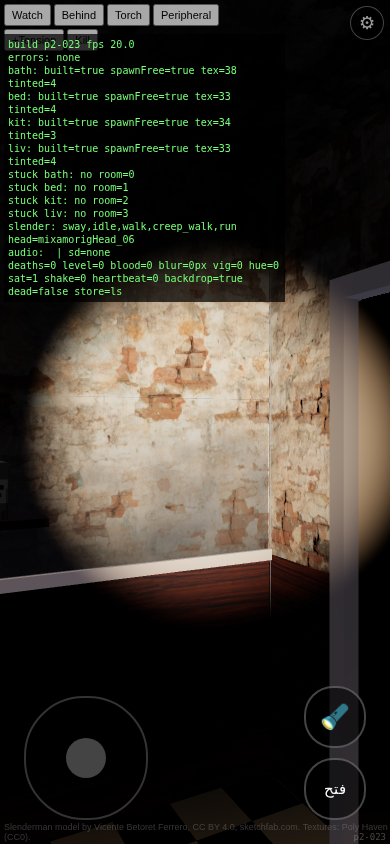 Watch Behind Torch Peripheral
build p2-023 fps 20.0
errors: none
bath: built=true spawnFree=true tex=38
tinted=4
bed: built=true spawnFree=true tex=33
tinted=4
kit: built=true spawnFree=true tex=34
tinted=3
liv: built=true spawnFree=true tex=33
tinted=4
stuck bath: no room=0
stuck bed: no room=1
stuck kit: no room=2
stuck liv: no room=3
slender: sway,idle,walk,creep_walk,run
head=mixamorigHead_06
audio:  | sd=none
deaths=0 level=0 blood=0 blur=0px vig=0 hue=0
sat=1 shake=0 heartbeat=0 backdrop=true
dead=false store=ls
فتح
Slenderman model by Vicente Betoret Ferrero, CC BY 4.0, sketchfab.com. Textures: Poly Haven
(CC0).
p2-023